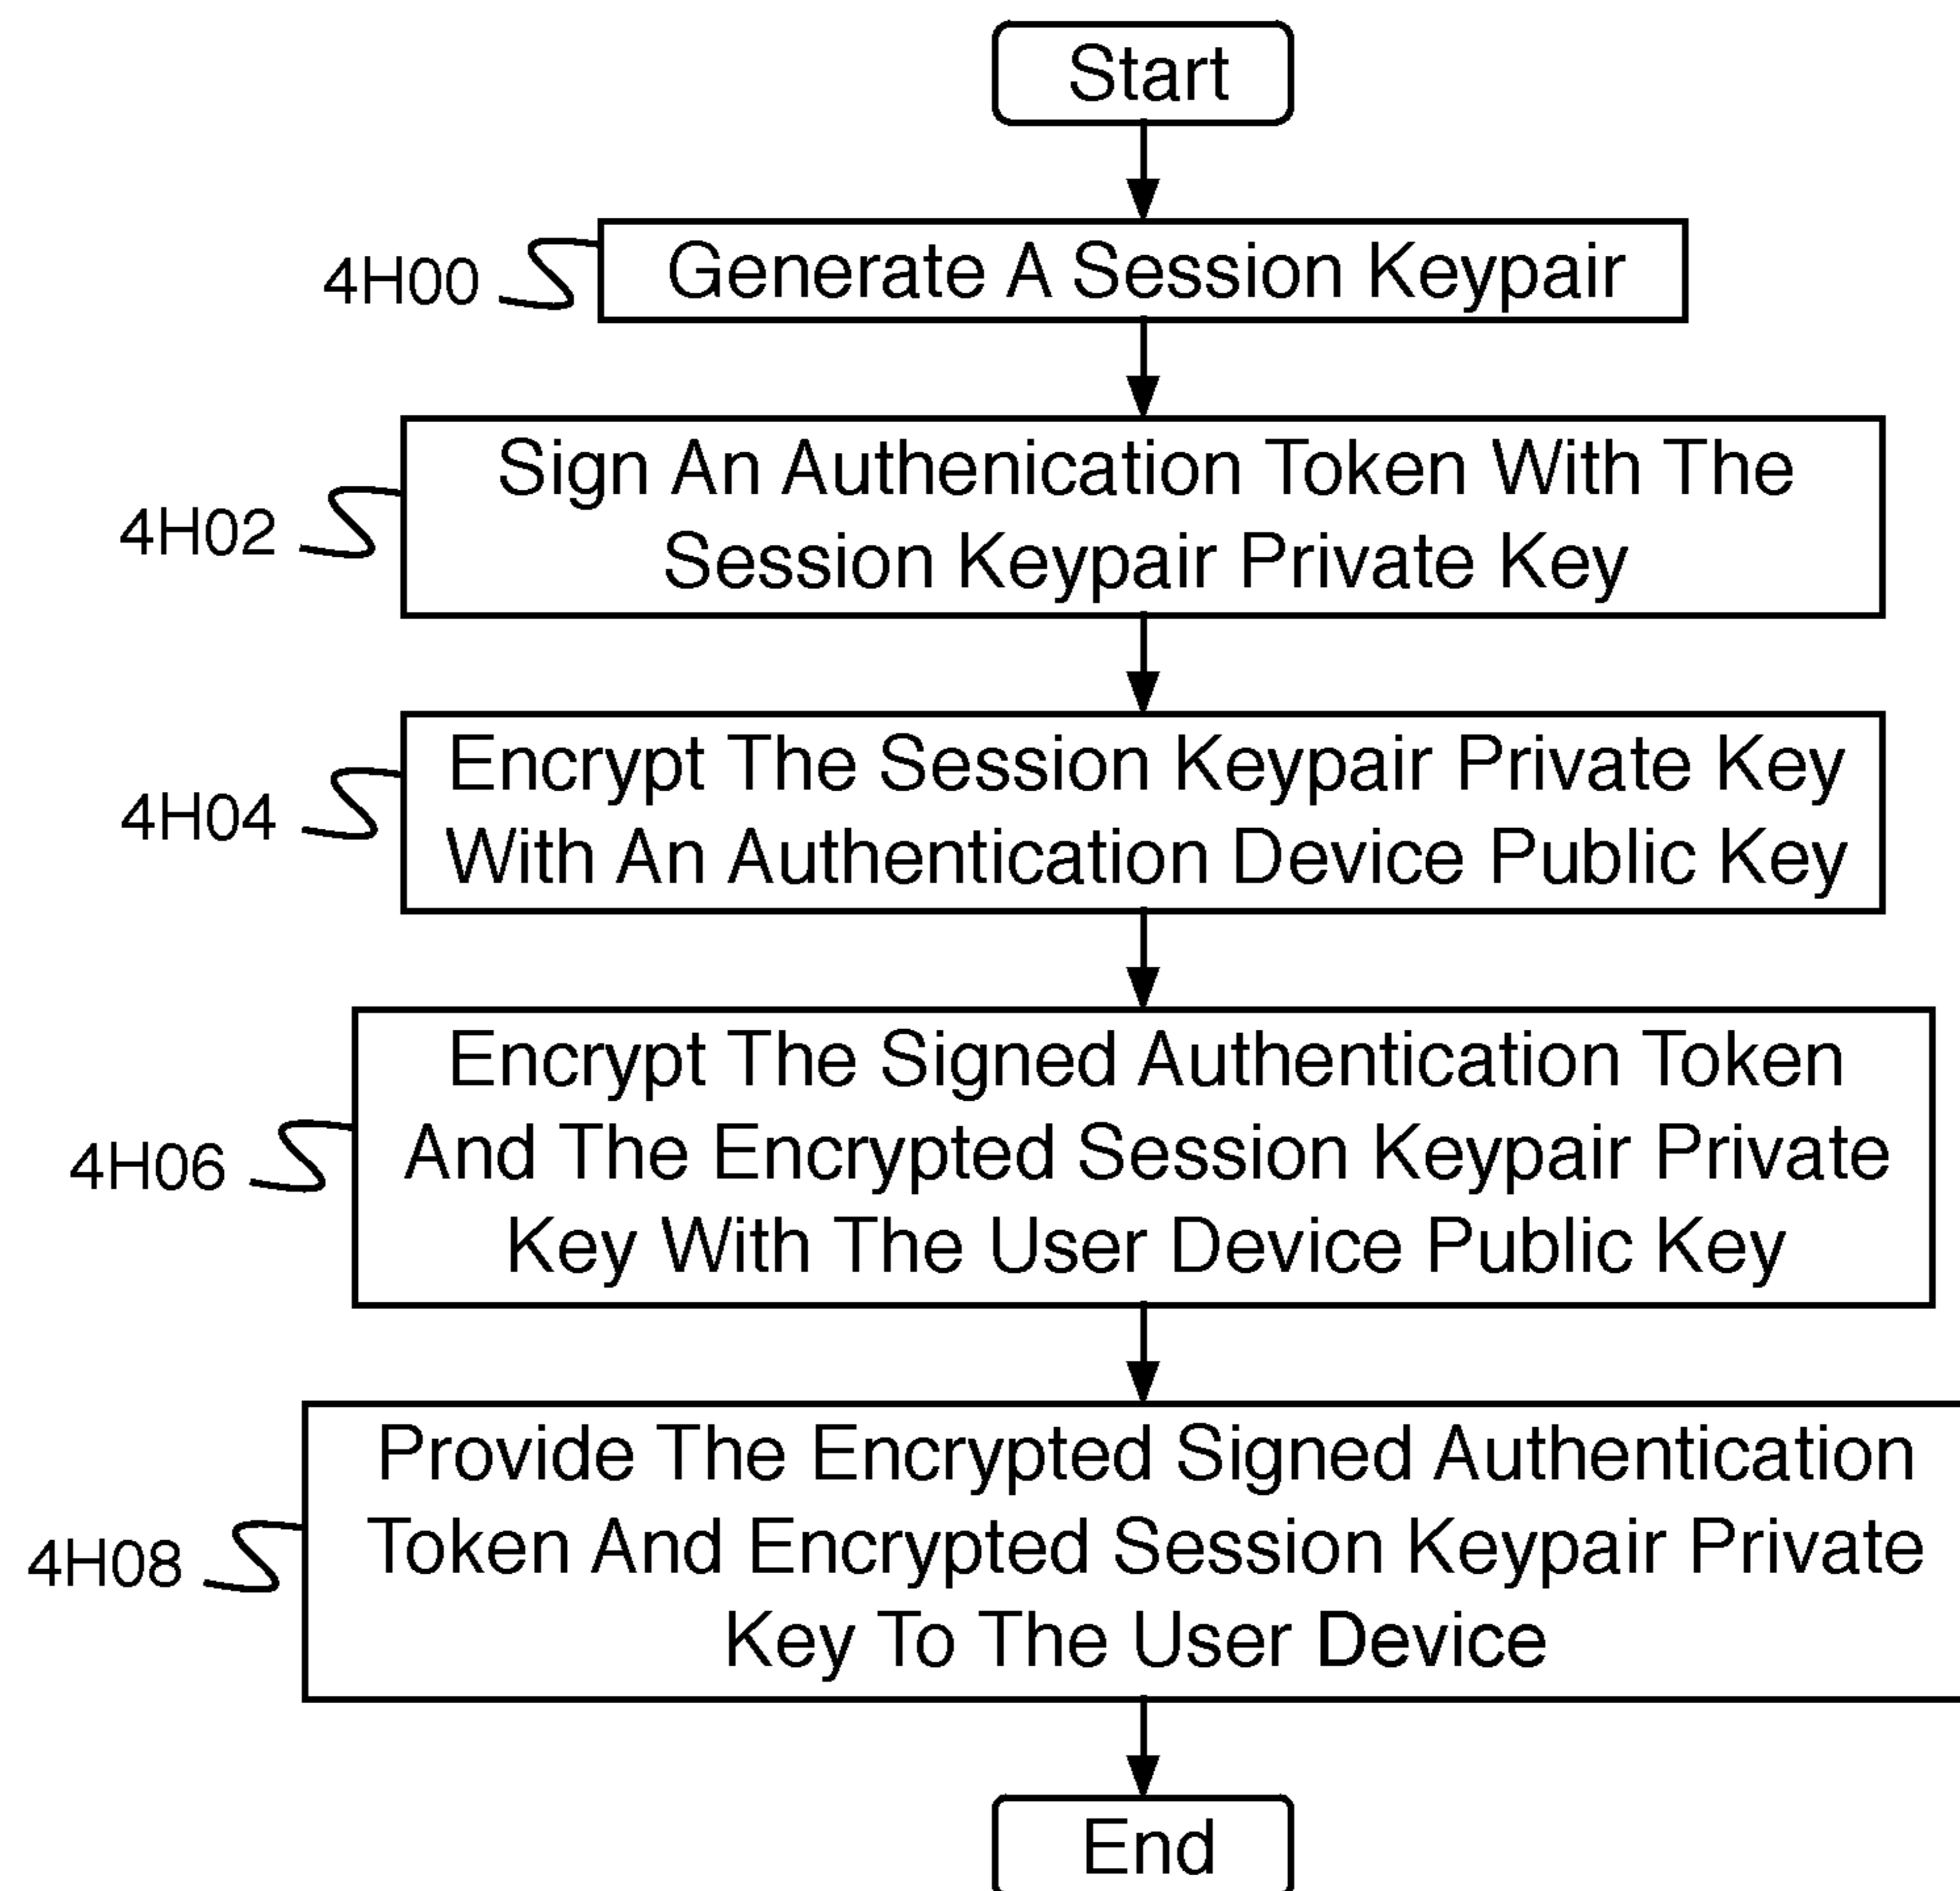 Start
4H00
Generate A Session Keypair
4H02
Sign An Authenication Token With The
Session Keypair Private Key
4H04
Encrypt The Session Keypair Private Key
With An Authentication Device Public Key
4H06
Encrypt The Signed Authentication Token
And The Encrypted Session Keypair Private
Key With The User Device Public Key
4H08
Provide The Encrypted Signed Authentication
Token And Encrypted Session Keypair Private
Key To The User Device
End